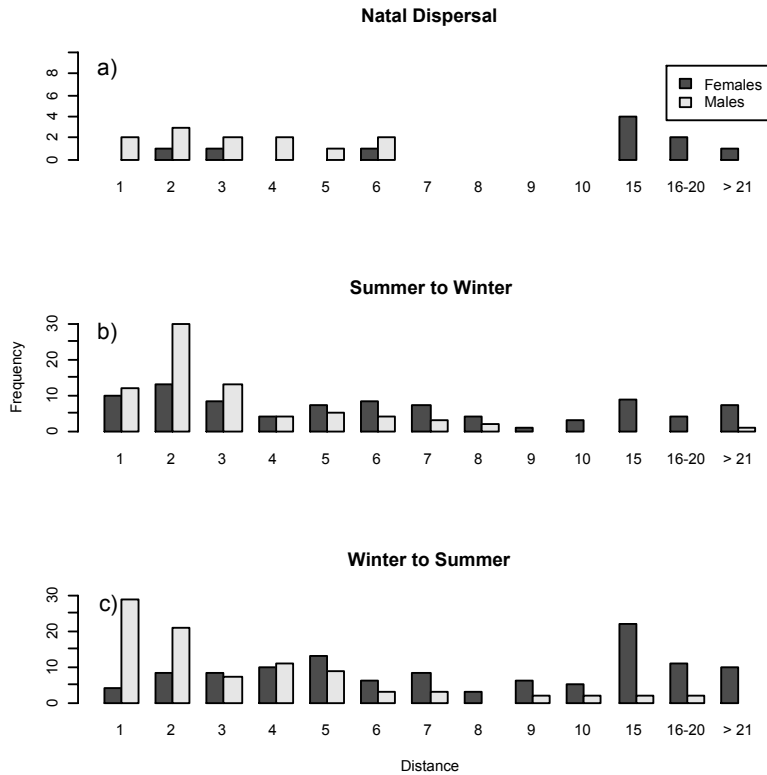 Natal Dispersal
a)
Females
Males
0 2 4 6 8
1 2 3 4 5 6 7 8 9 10 15 16-20 > 21
Summer to Winter
b)
Frequency
0 10 20 30
1 2 3 4 5 6 7 8 9 10 15 16-20 > 21
Winter to Summer
c)
0 10 20 30
1 2 3 4 5 6 7 8 9 10 15 16-20 > 21
Distance